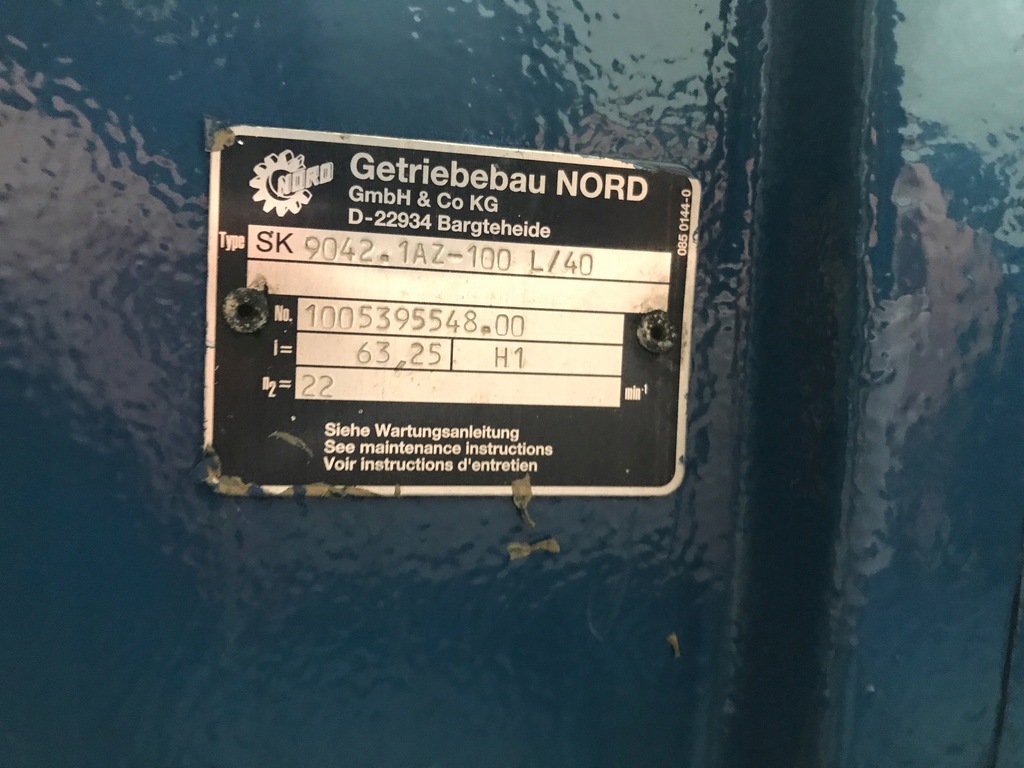 NORD
Getriebebau NORD
GmbH & Co KG
D-22934 Bargteheide
085 0144-0
Type SK 9042.1AZ-100 L/40
No. 1005395548.00
i= 63,25 H1
n2= 22 min-1
Siehe Wartungsanleitung
See maintenance instructions
Voir instructions d'entretien